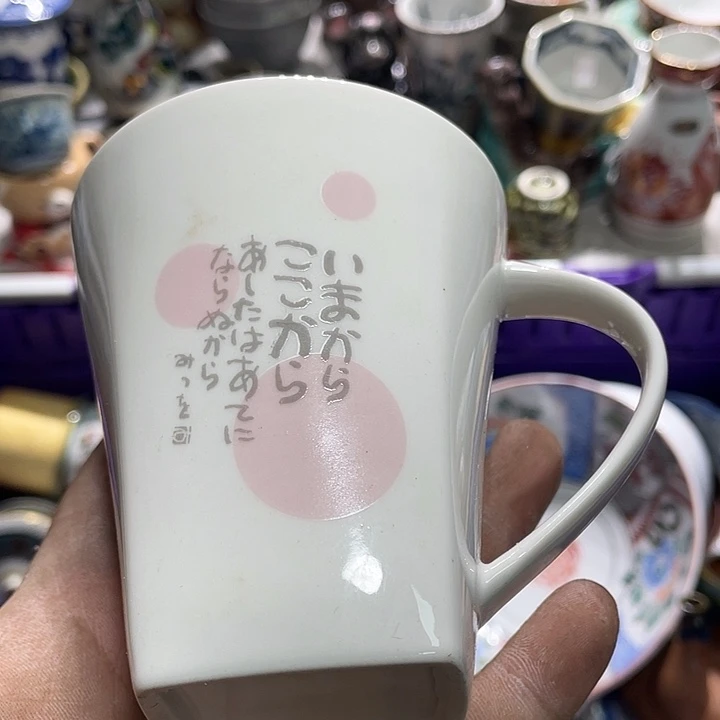 いまから
ここから
あしたはあてに
ならぬから
みつを